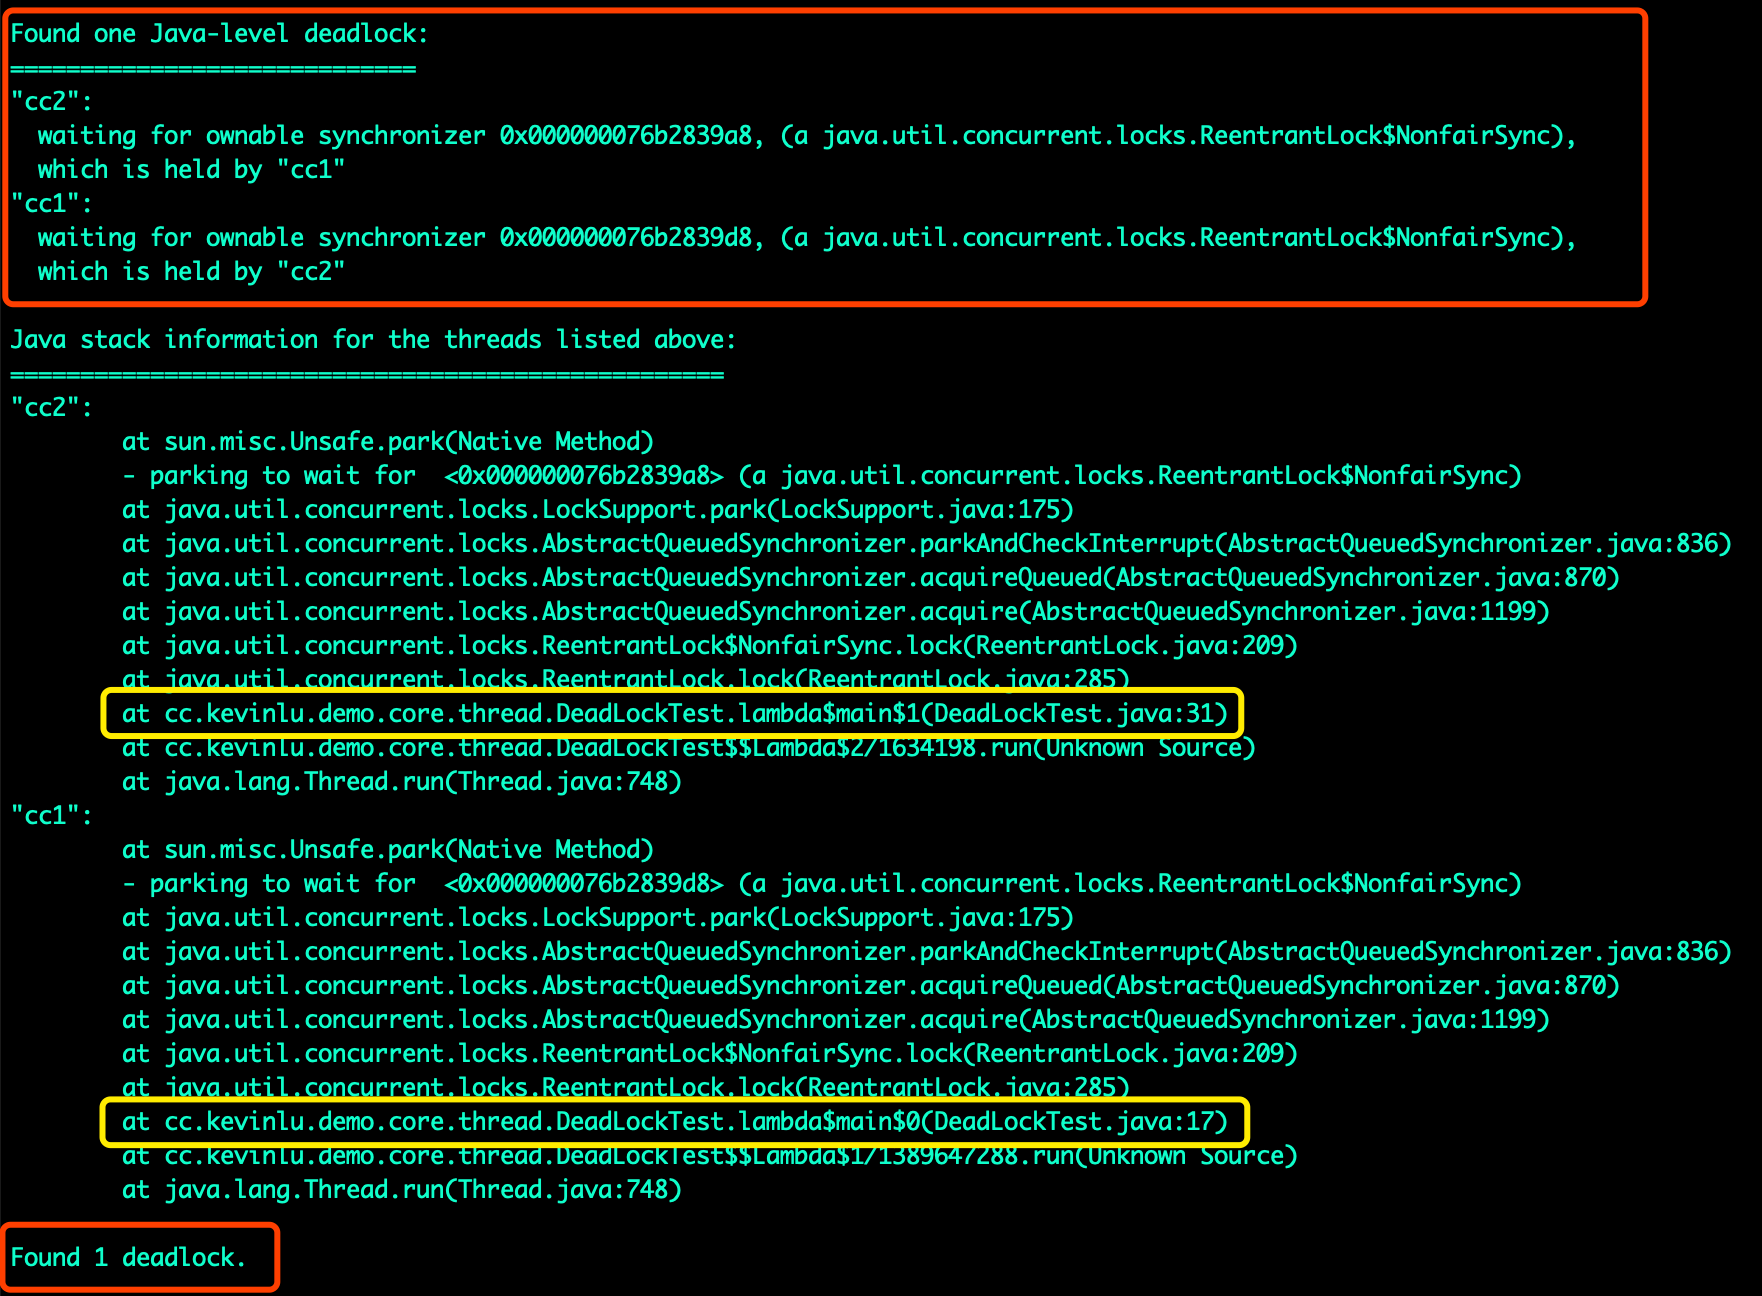 Found one Java-level deadlock:
=============================
"cc2":
  waiting for ownable synchronizer 0x000000076b2839a8, (a java.util.concurrent.locks.ReentrantLock$NonfairSync),
  which is held by "cc1"
"cc1":
  waiting for ownable synchronizer 0x000000076b2839d8, (a java.util.concurrent.locks.ReentrantLock$NonfairSync),
  which is held by "cc2"
Java stack information for the threads listed above:
===================================================
"cc2":
        at sun.misc.Unsafe.park(Native Method)
        - parking to wait for  <0x000000076b2839a8> (a java.util.concurrent.locks.ReentrantLock$NonfairSync)
        at java.util.concurrent.locks.LockSupport.park(LockSupport.java:175)
        at java.util.concurrent.locks.AbstractQueuedSynchronizer.parkAndCheckInterrupt(AbstractQueuedSynchronizer.java:836)
        at java.util.concurrent.locks.AbstractQueuedSynchronizer.acquireQueued(AbstractQueuedSynchronizer.java:870)
        at java.util.concurrent.locks.AbstractQueuedSynchronizer.acquire(AbstractQueuedSynchronizer.java:1199)
        at java.util.concurrent.locks.ReentrantLock$NonfairSync.lock(ReentrantLock.java:209)
        at java.util.concurrent.locks.ReentrantLock.lock(ReentrantLock.java:285)
        at cc.kevinlu.demo.core.thread.DeadLockTest.lambda$main$1(DeadLockTest.java:31)
        at cc.kevinlu.demo.core.thread.DeadLockTest$$Lambda$2/1634198.run(Unknown Source)
        at java.lang.Thread.run(Thread.java:748)
"cc1":
        at sun.misc.Unsafe.park(Native Method)
        - parking to wait for  <0x000000076b2839d8> (a java.util.concurrent.locks.ReentrantLock$NonfairSync)
        at java.util.concurrent.locks.LockSupport.park(LockSupport.java:175)
        at java.util.concurrent.locks.AbstractQueuedSynchronizer.parkAndCheckInterrupt(AbstractQueuedSynchronizer.java:836)
        at java.util.concurrent.locks.AbstractQueuedSynchronizer.acquireQueued(AbstractQueuedSynchronizer.java:870)
        at java.util.concurrent.locks.AbstractQueuedSynchronizer.acquire(AbstractQueuedSynchronizer.java:1199)
        at java.util.concurrent.locks.ReentrantLock$NonfairSync.lock(ReentrantLock.java:209)
        at java.util.concurrent.locks.ReentrantLock.lock(ReentrantLock.java:285)
        at cc.kevinlu.demo.core.thread.DeadLockTest.lambda$main$0(DeadLockTest.java:17)
        at cc.kevinlu.demo.core.thread.DeadLockTest$$Lambda$1/1389647288.run(Unknown Source)
        at java.lang.Thread.run(Thread.java:748)
Found 1 deadlock.